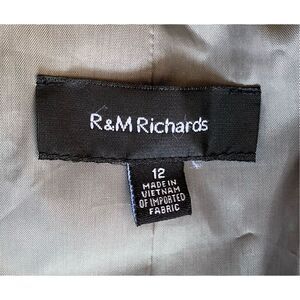 R&M Richards
12
MADE IN
VIETNAM
OF IMPORTED
FABRIC